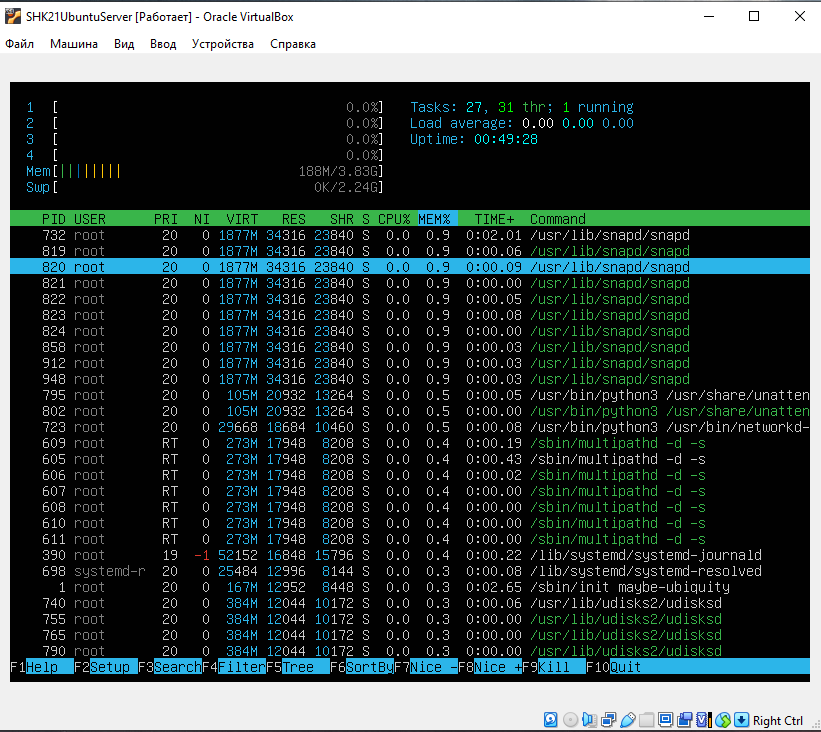 SHK21UbuntuServer [Работает] - Oracle VirtualBox
Файл Машина Вид Ввод Устройства Справка
1 [ 0.0%] Tasks: 27, 31 thr; 1 running
2 [ 0.0%] Load average: 0.00 0.00 0.00
3 [ 0.0%] Uptime: 00:49:28
4 [ 0.0%]
Mem[||||||||| 188M/3.83G]
Swp[ 0K/2.24G]
PID USER PRI NI VIRT RES SHR S CPU% MEM% TIME+ Command
732 root 20 0 1877M 34316 23840 S 0.0 0.9 0:02.01 /usr/lib/snapd/snapd
819 root 20 0 1877M 34316 23840 S 0.0 0.9 0:00.06 /usr/lib/snapd/snapd
820 root 20 0 1877M 34316 23840 S 0.0 0.9 0:00.09 /usr/lib/snapd/snapd
821 root 20 0 1877M 34316 23840 S 0.0 0.9 0:00.00 /usr/lib/snapd/snapd
822 root 20 0 1877M 34316 23840 S 0.0 0.9 0:00.05 /usr/lib/snapd/snapd
823 root 20 0 1877M 34316 23840 S 0.0 0.9 0:00.08 /usr/lib/snapd/snapd
824 root 20 0 1877M 34316 23840 S 0.0 0.9 0:00.00 /usr/lib/snapd/snapd
858 root 20 0 1877M 34316 23840 S 0.0 0.9 0:00.03 /usr/lib/snapd/snapd
912 root 20 0 1877M 34316 23840 S 0.0 0.9 0:00.03 /usr/lib/snapd/snapd
948 root 20 0 1877M 34316 23840 S 0.0 0.9 0:00.03 /usr/lib/snapd/snapd
795 root 20 0 105M 20932 13264 S 0.0 0.5 0:00.05 /usr/bin/python3 /usr/share/unatten
802 root 20 0 105M 20932 13264 S 0.0 0.5 0:00.00 /usr/bin/python3 /usr/share/unatten
723 root 20 0 29668 18684 10460 S 0.0 0.5 0:00.08 /usr/bin/python3 /usr/bin/networkd-
609 root RT 0 273M 17948 8208 S 0.0 0.4 0:00.19 /sbin/multipathd -d -s
605 root RT 0 273M 17948 8208 S 0.0 0.4 0:00.43 /sbin/multipathd -d -s
606 root RT 0 273M 17948 8208 S 0.0 0.4 0:00.02 /sbin/multipathd -d -s
607 root RT 0 273M 17948 8208 S 0.0 0.4 0:00.00 /sbin/multipathd -d -s
608 root RT 0 273M 17948 8208 S 0.0 0.4 0:00.00 /sbin/multipathd -d -s
610 root RT 0 273M 17948 8208 S 0.0 0.4 0:00.00 /sbin/multipathd -d -s
611 root RT 0 273M 17948 8208 S 0.0 0.4 0:00.00 /sbin/multipathd -d -s
390 root 19 -1 52152 16848 15796 S 0.0 0.4 0:00.22 /lib/systemd/systemd-journald
698 systemd-r 20 0 25484 12996 8144 S 0.0 0.3 0:00.08 /lib/systemd/systemd-resolved
1 root 20 0 167M 12952 8448 S 0.0 0.3 0:02.65 /sbin/init maybe-ubiquity
740 root 20 0 384M 12044 10172 S 0.0 0.3 0:00.06 /usr/lib/udisks2/udisksd
755 root 20 0 384M 12044 10172 S 0.0 0.3 0:00.00 /usr/lib/udisks2/udisksd
765 root 20 0 384M 12044 10172 S 0.0 0.3 0:00.00 /usr/lib/udisks2/udisksd
790 root 20 0 384M 12044 10172 S 0.0 0.3 0:00.00 /usr/lib/udisks2/udisksd
F1Help F2Setup F3SearchF4FilterF5Tree F6SortByF7Nice -F8Nice +F9Kill F10Quit
Right Ctrl